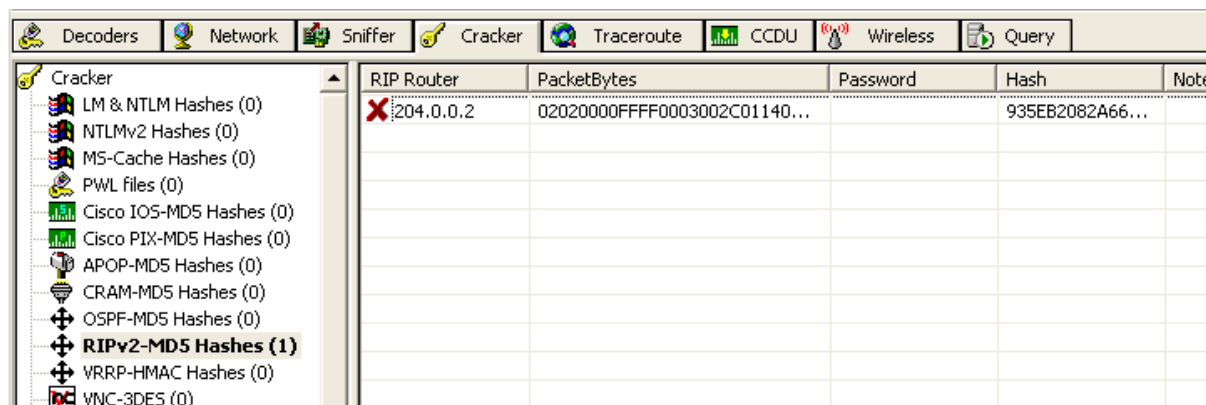 Decoders Network Sniffer Cracker Traceroute CCDU Wireless Query
Cracker
LM & NTLM Hashes (0)
NTLMv2 Hashes (0)
MS-Cache Hashes (0)
PWL files (0)
Cisco IOS-MD5 Hashes (0)
Cisco PIX-MD5 Hashes (0)
APOP-MD5 Hashes (0)
CRAM-MD5 Hashes (0)
OSPF-MD5 Hashes (0)
RIPv2-MD5 Hashes (1)
VRRP-HMAC Hashes (0)
VNC-3DES (0)
RIP Router PacketBytes Password Hash Note
204.0.0.2 02020000FFFF0003002C01140... 935EB2082A66...